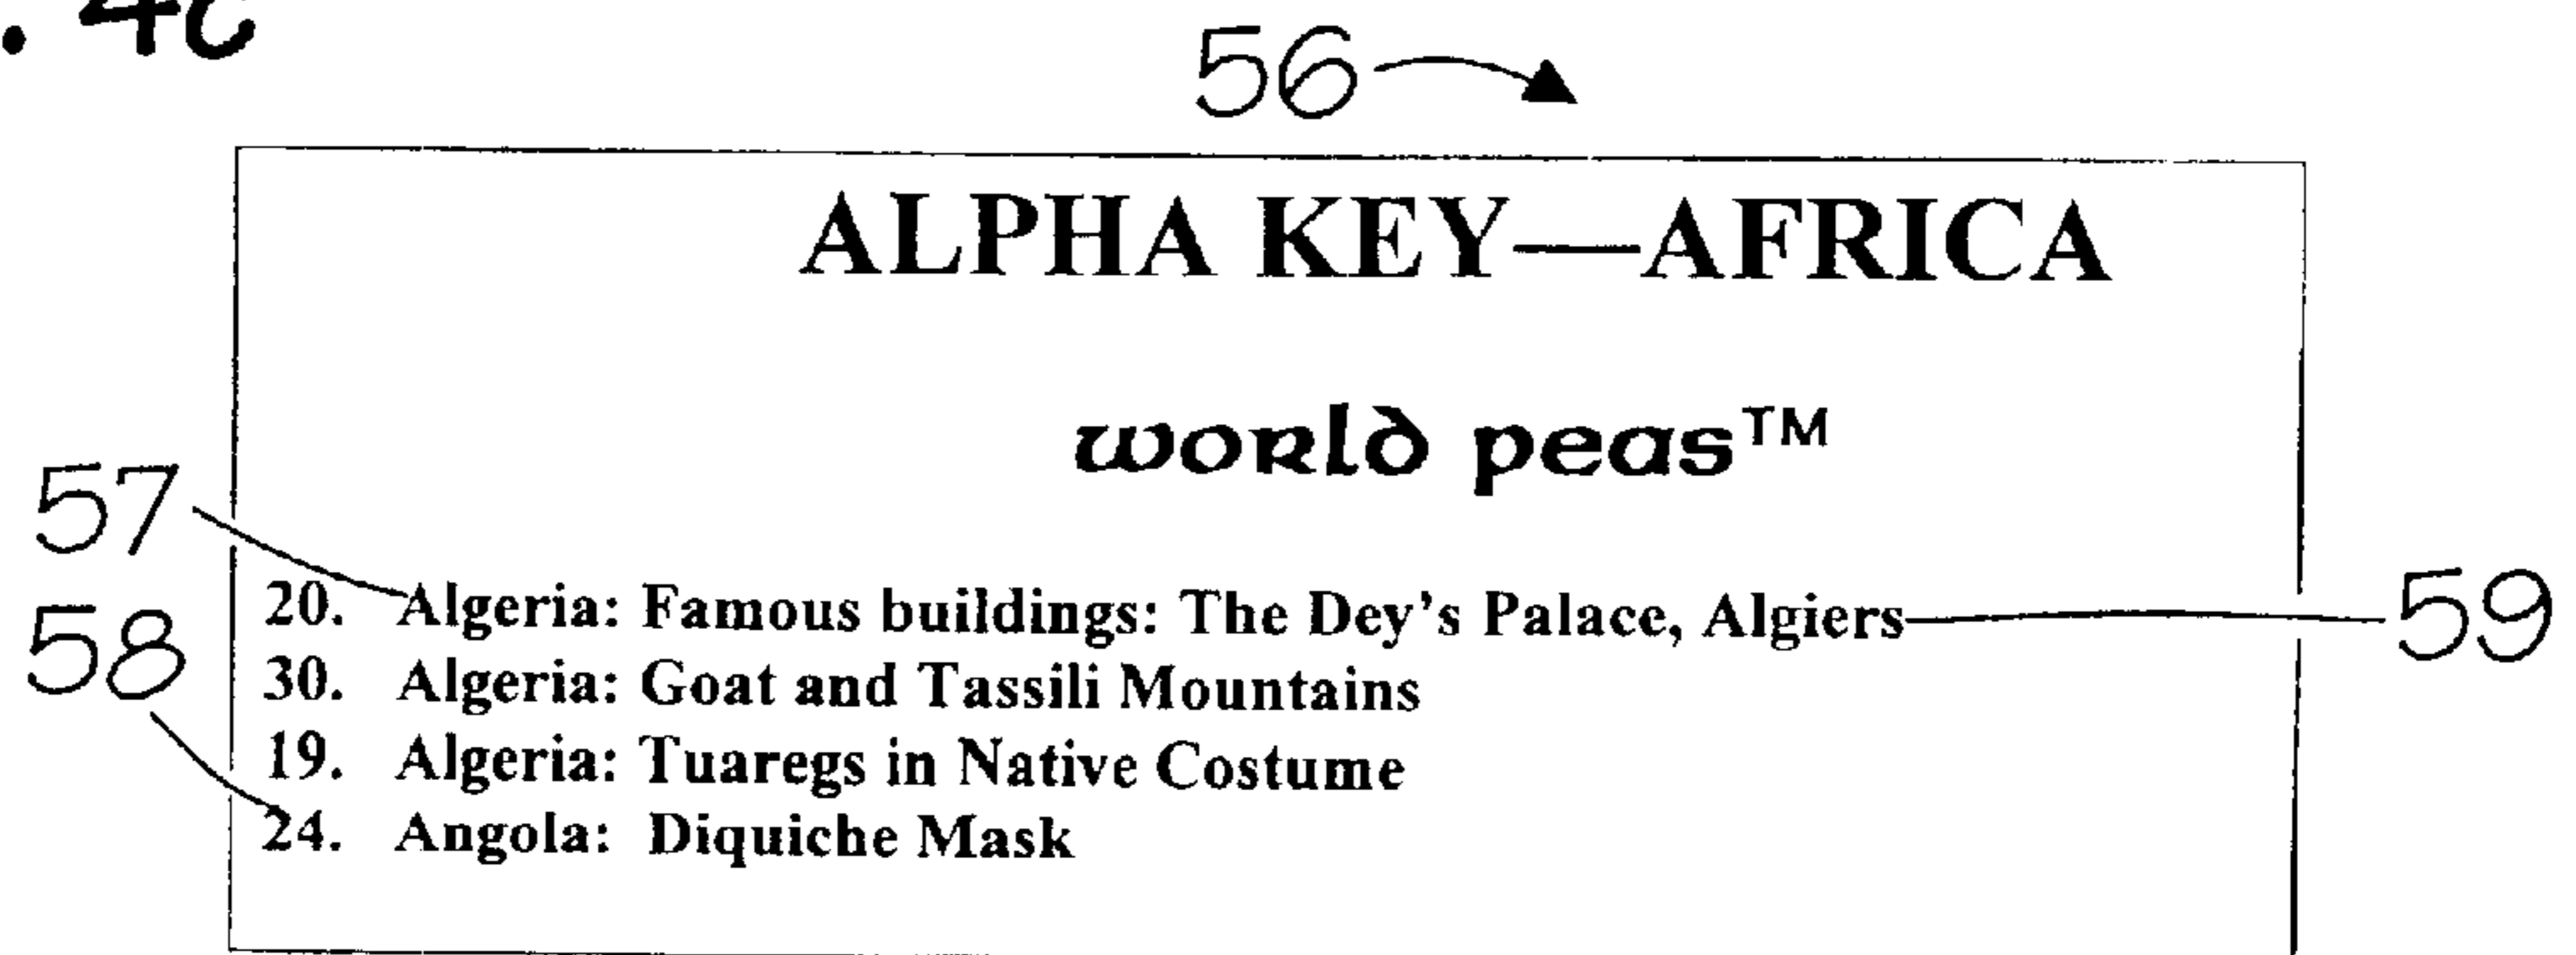 . 4c
56
ALPHA KEY—AFRICA
world peas™
57
20. Algeria: Famous buildings: The Dey's Palace, Algiers
59
58
30. Algeria: Goat and Tassili Mountains
19. Algeria: Tuaregs in Native Costume
24. Angola: Diquiche Mask